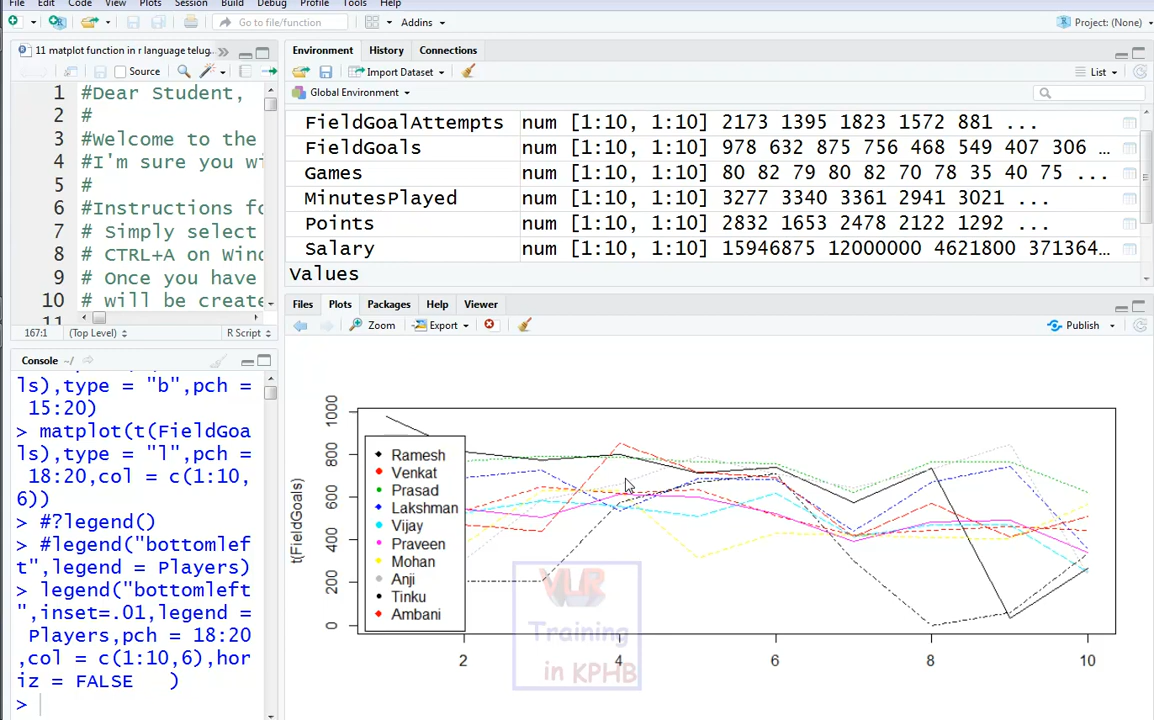 File Edit Code View Plots Session Build Debug Profile Tools Help
Go to file/function
Addins
Project: (None)
11 matplot function in r language telug
Source
1 #Dear Student,
2 #
3 #Welcome to the
4 #I'm sure you wi
5 #
6 #Instructions fo
7 # Simply select
8 # CTRL+A on Wind
9 # Once you have
10 # will be create
11
167:1 (Top Level) R Script
Console ~/
ls),type = "b",pch =
15:20)
> matplot(t(FieldGoa
ls),type = "l",pch =
18:20,col = c(1:10,
6))
> #?legend()
> #legend("bottomlef
t",legend = Players)
> legend("bottomleft
",inset=.01,legend =
Players,pch = 18:20
,col = c(1:10,6),hor
iz = FALSE )
>
Environment History Connections
Import Dataset
List
Global Environment
FieldGoalAttempts num [1:10, 1:10] 2173 1395 1823 1572 881 ...
FieldGoals num [1:10, 1:10] 978 632 875 756 468 549 407 306 …
Games num [1:10, 1:10] 80 82 79 80 82 70 78 35 40 75 ...
MinutesPlayed num [1:10, 1:10] 3277 3340 3361 2941 3021 ...
Points num [1:10, 1:10] 2832 1653 2478 2122 1292 ...
Salary num [1:10, 1:10] 15946875 12000000 4621800 371364…
Values
Files Plots Packages Help Viewer
Zoom Export Publish
t(FieldGoals)
1000
800
600
400
200
0
Ramesh
Venkat
Prasad
Lakshman
Vijay
Praveen
Mohan
Anji
Tinku
Ambani
2 4 6 8 10
VLR
Training
in KPHB